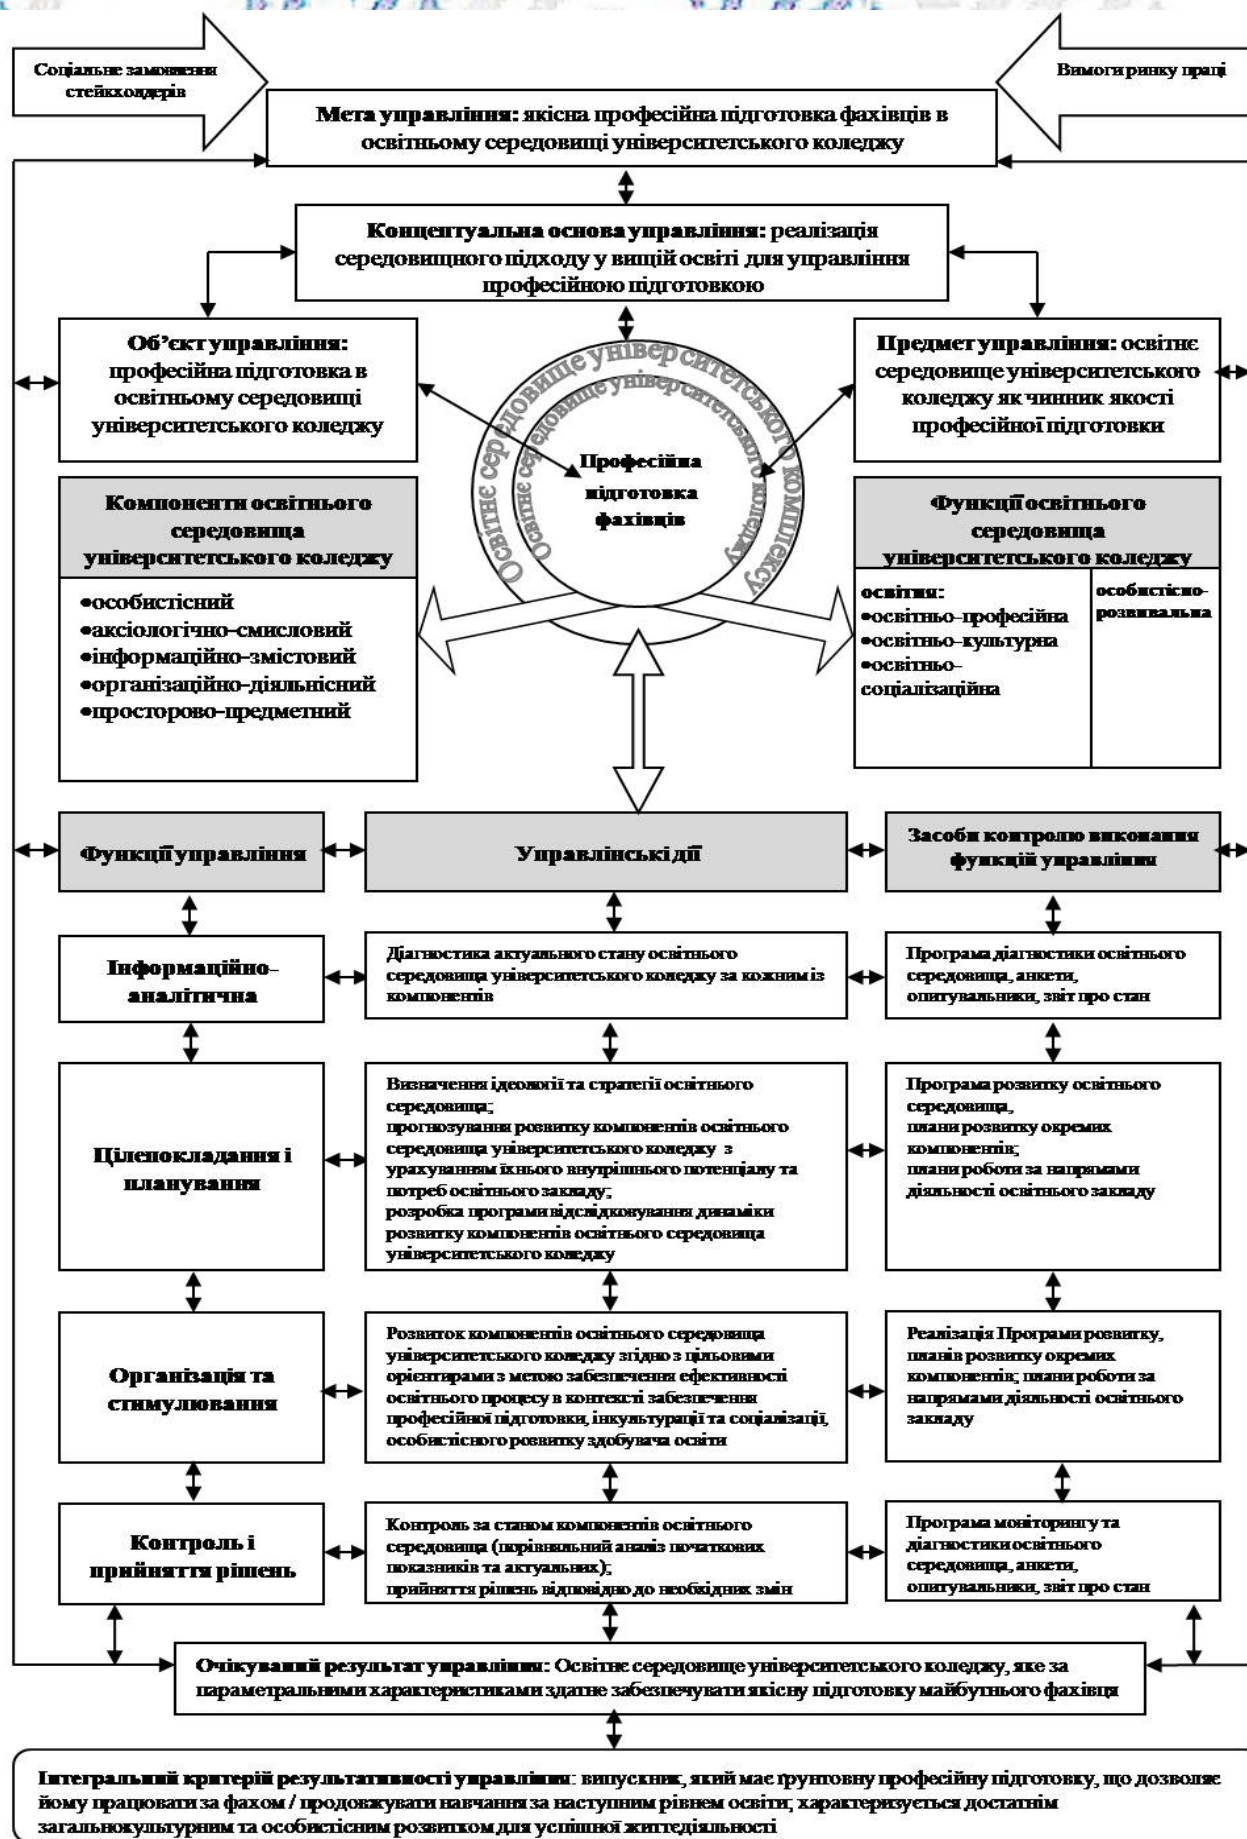 Соціальне замовлення
стейкхолдерів
Вимоги ринку праці
Мета управління: якісна професійна підготовка фахівців в
освітньому середовищі університетського коледжу
Концептуальна основа управління: реалізація
середовищного підходу у вищій освіті для управління
професійною підготовкою
Об’єкт управління:
професійна підготовка в
освітньому середовищі
університетського коледжу
Освітнє середовище університетського комплексу
Освітнє середовище університетського коледжу
Професійна
підготовка
фахівців
Предмет управління: освітнє
середовище університетського
коледжу як чинник якості
професійної підготовки
Компоненти освітнього
середовища
університетського коледжу
•особистісний
•аксіологічно-смисловий
•інформаційно-змістовий
•організаційно-діяльнісний
•просторово-предметний
Функції освітнього
середовища
університетського коледжу
освітня:
•освітньо-професійна
•освітньо-культурна
•освітньо-
соціалізаційна
особистісно-
розвивальна
Функції управління
Управлінські дії
Засоби контролю виконання
функцій управління
Інформаційно-
аналітична
Діагностика актуального стану освітнього
середовища університетського коледжу за кожним із
компонентів
Програма діагностики освітнього
середовища, анкети,
опитувальники, звіт про стан
Цілепокладання і
планування
Визначення ідеології та стратегії освітнього
середовища;
прогнозування розвитку компонентів освітнього
середовища університетського коледжу з
урахуванням їхнього внутрішнього потенціалу та
потреб освітнього закладу;
розробка програми відслідковування динаміки
розвитку компонентів освітнього середовища
університетського коледжу
Програма розвитку освітнього
середовища,
плани розвитку окремих
компонентів;
плани роботи за напрямами
діяльності освітнього закладу
Організація та
стимулювання
Розвиток компонентів освітнього середовища
університетського коледжу згідно з цільовими
орієнтирами з метою забезпечення ефективності
освітнього процесу в контексті забезпечення
професійної підготовки, інкультурації та соціалізації,
особистісного розвитку здобувача освіти
Реалізація Програми розвитку,
планів розвитку окремих
компонентів; плани роботи за
напрямами діяльності освітнього
закладу
Контроль і
прийняття рішень
Контроль за станом компонентів освітнього
середовища (порівняльний аналіз початкових
показників та актуальних);
прийняття рішень відповідно до необхідних змін
Програма моніторингу та
діагностики освітнього
середовища, анкети,
опитувальники, звіт про стан
Очікуваний результат управління: Освітнє середовище університетського коледжу, яке за
параметральними характеристиками здатне забезпечувати якісну підготовку майбутнього фахівця
Інтегральний критерій результативності управління: випускник, який має ґрунтовну професійну підготовку, що дозволяє
йому працювати за фахом / продовжувати навчання за наступним рівнем освіти; характеризується достатнім
загальнокультурним та особистісним розвитком для успішної життєдіяльності